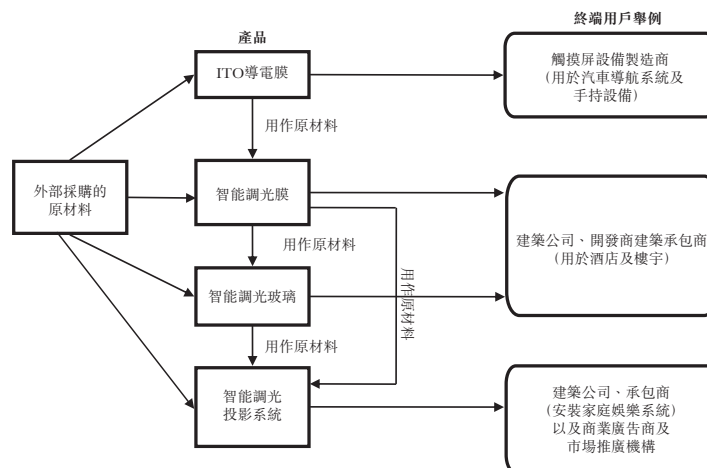 終端用戶舉例
產品
ITO導電膜
觸摸屏設備製造商
(用於汽車導航系統及
手持設備)
用作原材料
外部採購的
原材料
智能調光膜
建築公司、開發商建築承包商
(用於酒店及樓宇)
用作原材料
智能調光玻璃
用作原材料
用作原材料
智能調光
投影系統
建築公司、承包商
(安裝家庭娛樂系統)
以及商業廣告商及
市場推廣機構